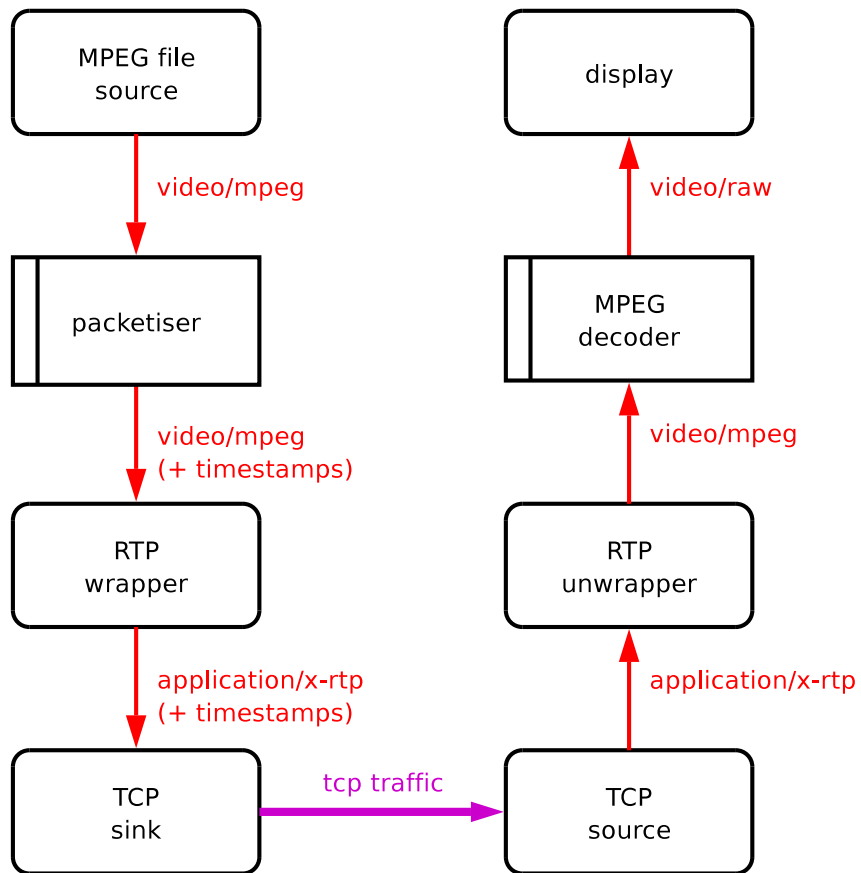 MPEG file
source
video/mpeg
packetiser
video/mpeg
(+ timestamps)
RTP
wrapper
application/x-rtp
(+ timestamps)
TCP
sink
tcp traffic
TCP
source
application/x-rtp
RTP
unwrapper
video/mpeg
MPEG
decoder
video/raw
display